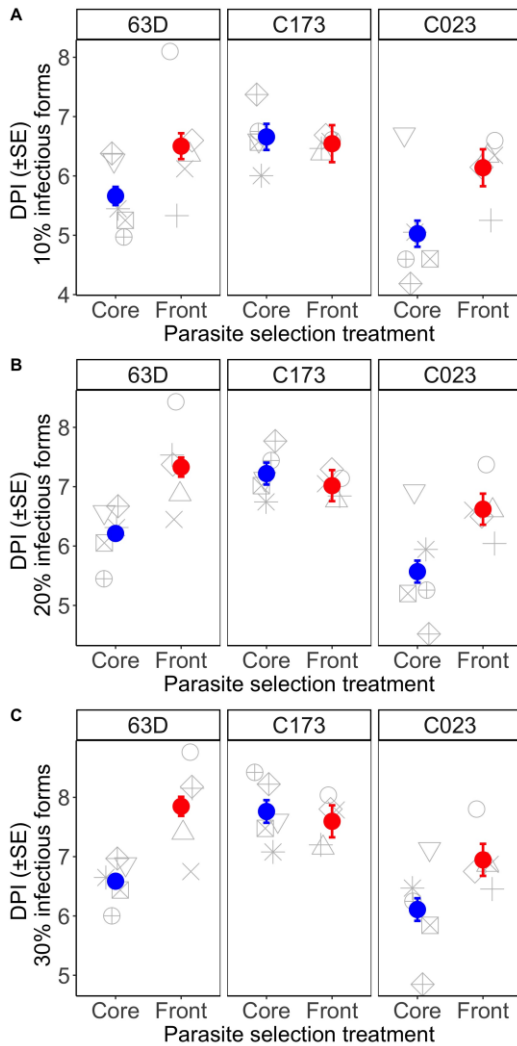 A
63D C173 C023
DPI (±SE)
10% infectious forms
8
7
6
5
4
Core Front Core Front Core Front
Parasite selection treatment
B
63D C173 C023
DPI (±SE)
20% infectious forms
8
7
6
5
Core Front Core Front Core Front
Parasite selection treatment
C
63D C173 C023
DPI (±SE)
30% infectious forms
8
7
6
5
Core Front Core Front Core Front
Parasite selection treatment